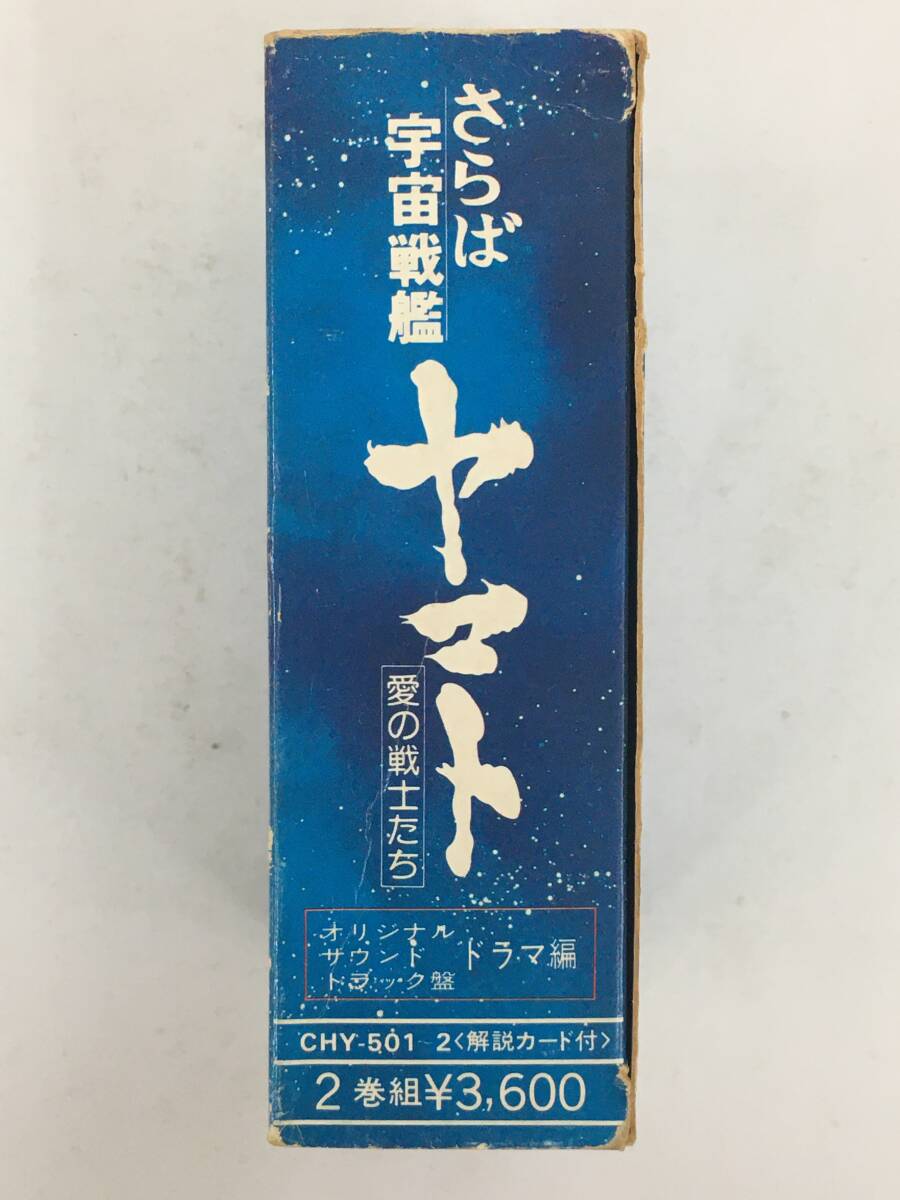 さらば
宇宙戦艦
ヤマト
愛の戦士たち
オリジナル
サウンド
トラック盤
ドラマ編
CHY-501 2〈解説カード付〉
2巻組¥3,600